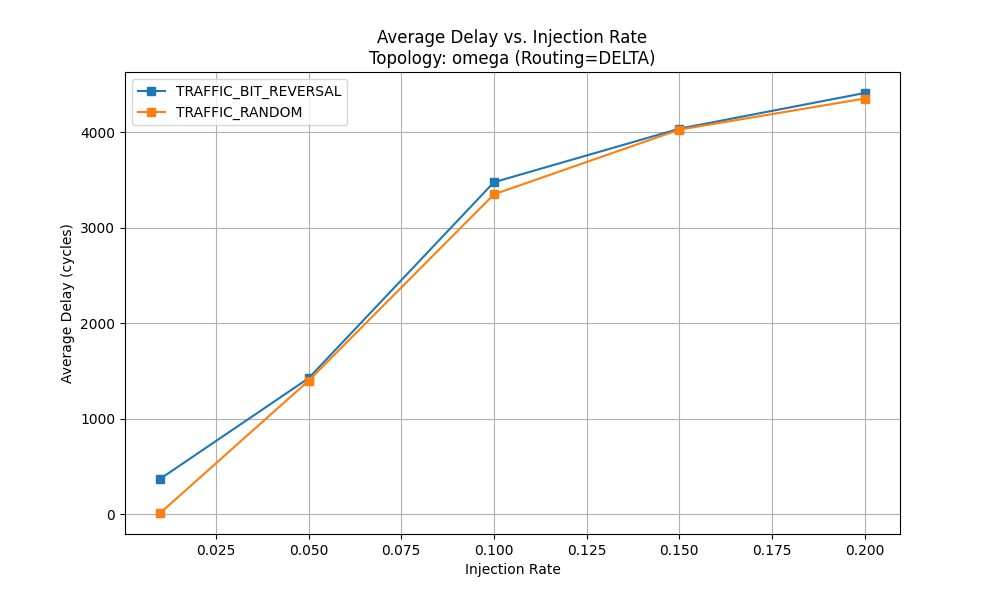 Average Delay vs. Injection Rate
Topology: omega (Routing=DELTA)
TRAFFIC_BIT_REVERSAL
TRAFFIC_RANDOM
Average Delay (cycles)
4000
3000
2000
1000
0
0.025 0.050 0.075 0.100 0.125 0.150 0.175 0.200
Injection Rate